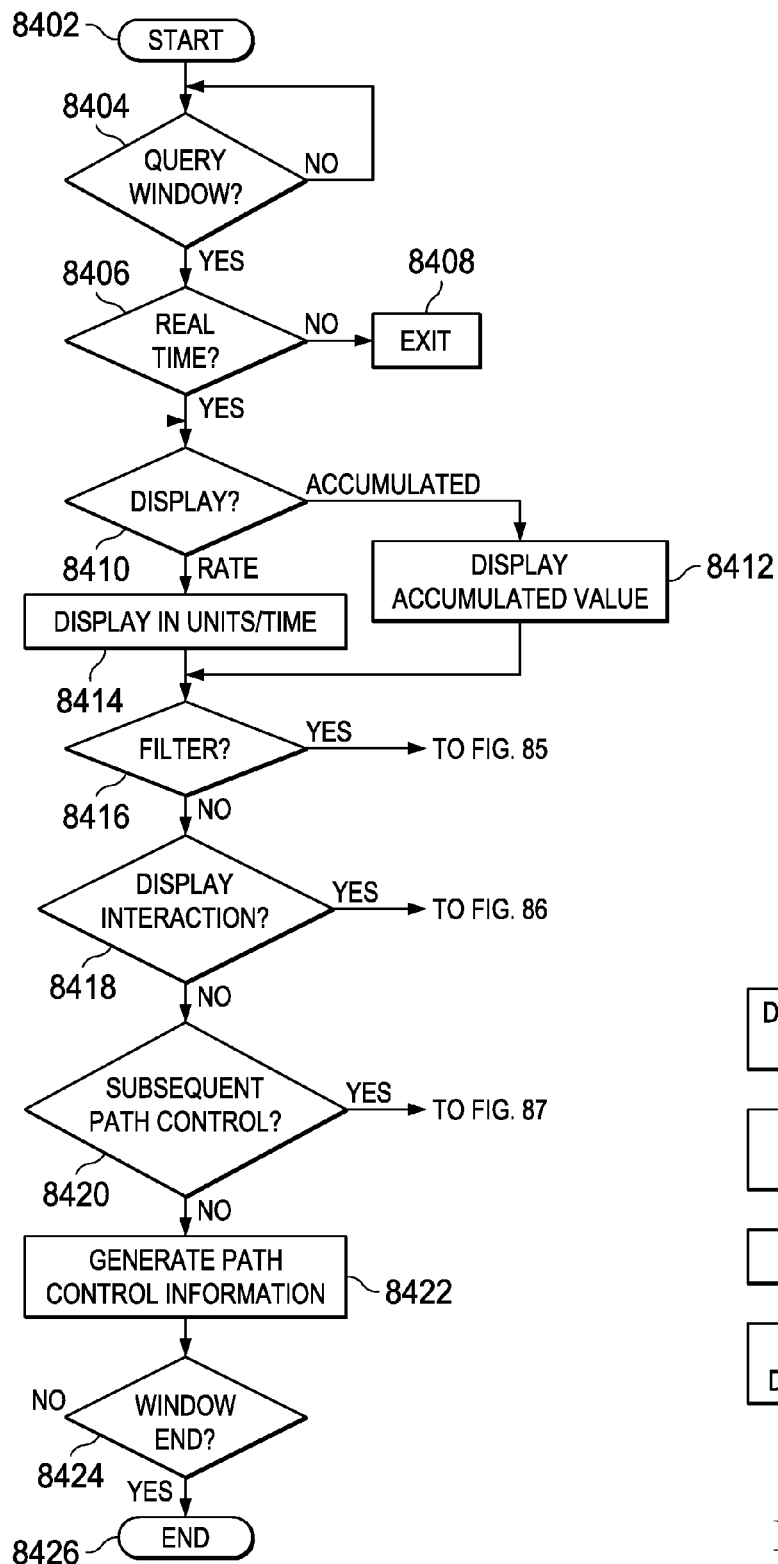 8402
START
8404
QUERY
WINDOW?
NO
YES
8406
8408
REAL
TIME?
NO
EXIT
YES
DISPLAY?
ACCUMULATED
8410
RATE
DISPLAY
ACCUMULATED VALUE
8412
DISPLAY IN UNITS/TIME
8414
FILTER?
YES
TO FIG. 85
8416
NO
DISPLAY
INTERACTION?
YES
TO FIG. 86
8418
NO
D
SUBSEQUENT
PATH CONTROL?
YES
TO FIG. 87
8420
NO
GENERATE PATH
CONTROL INFORMATION
8422
D
NO
WINDOW
END?
8424
YES
END
8426